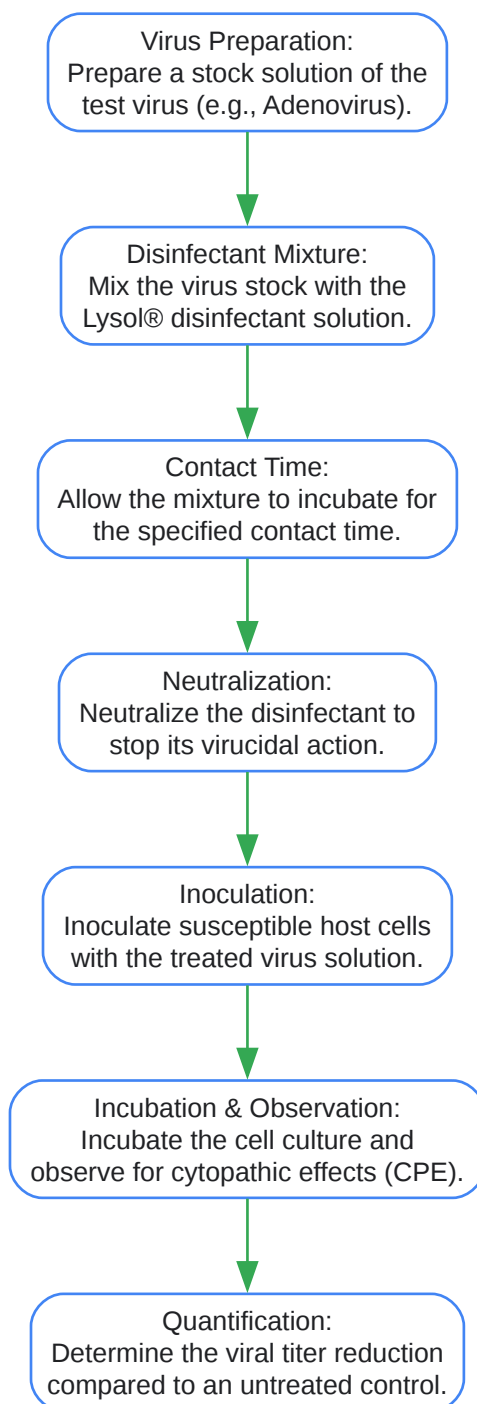 Virus Preparation:
Prepare a stock solution of the
test virus (e.g., Adenovirus).
Disinfectant Mixture:
Mix the virus stock with the
Lysol® disinfectant solution.
Contact Time:
Allow the mixture to incubate for
the specified contact time.
Neutralization:
Neutralize the disinfectant to
stop its virucidal action.
Inoculation:
Inoculate susceptible host cells
with the treated virus solution.
Incubation & Observation:
Incubate the cell culture and
observe for cytopathic effects (CPE).
Quantification:
Determine the viral titer reduction
compared to an untreated control.